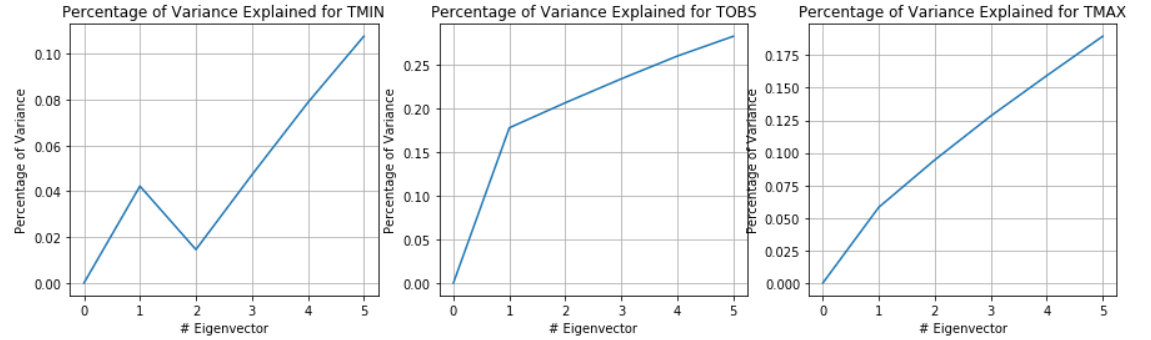 Percentage of Variance Explained for TMIN
Percentage of Variance
0.10
0.08
0.06
0.04
0.02
0.00
0 1 2 3 4 5
# Eigenvector
Percentage of Variance Explained for TOBS
Percentage of Variance
0.25
0.20
0.15
0.10
0.05
0.00
0 1 2 3 4 5
# Eigenvector
Percentage of Variance Explained for TMAX
Percentage of Variance
0.175
0.150
0.125
0.100
0.075
0.050
0.025
0.000
0 1 2 3 4 5
# Eigenvector